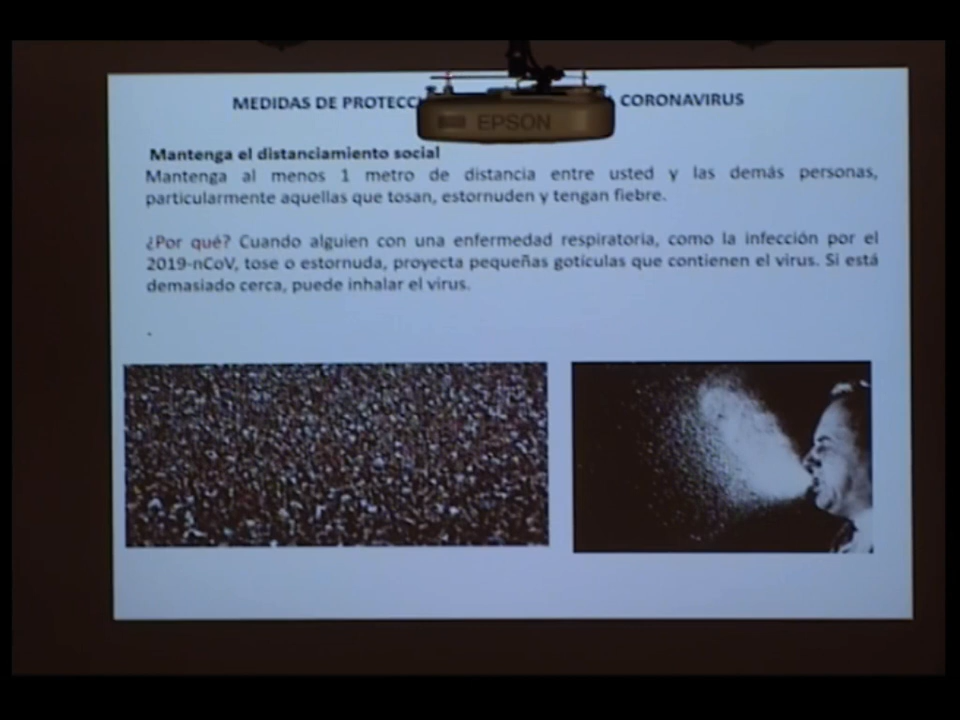 MEDIDAS DE PROTECCI CORONAVIRUS
EPSON
Mantenga el distanciamiento social
Mantenga al menos 1 metro de distancia entre usted y las demás personas,
particularmente aquellas que tosan, estornuden y tengan fiebre.
¿Por qué? Cuando alguien con una enfermedad respiratoria, como la infección por el
2019-nCoV, tose o estornuda, proyecta pequeñas gotículas que contienen el virus. Si está
demasiado cerca, puede inhalar el virus.
.